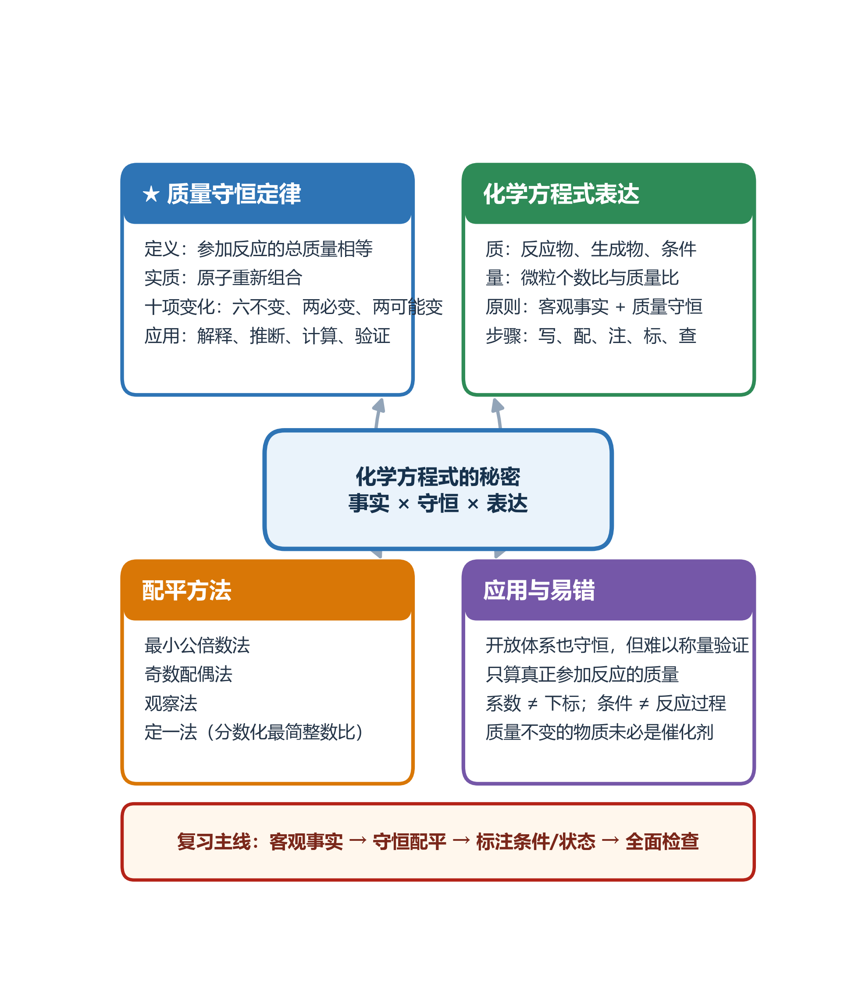 ★ 质量守恒定律
定义：参加反应的总质量相等
实质：原子重新组合
十项变化：六不变、两必变、两可能变
应用：解释、推断、计算、验证
化学方程式表达
质：反应物、生成物、条件
量：微粒个数比与质量比
原则：客观事实 + 质量守恒
步骤：写、配、注、标、查
化学方程式的秘密
事实 × 守恒 × 表达
配平方法
最小公倍数法
奇数配偶法
观察法
定一法（分数化最简整数比）
应用与易错
开放体系也守恒，但难以称量验证
只算真正参加反应的质量
系数 ≠ 下标；条件 ≠ 反应过程
质量不变的物质未必是催化剂
复习主线：客观事实 → 守恒配平 → 标注条件/状态 → 全面检查